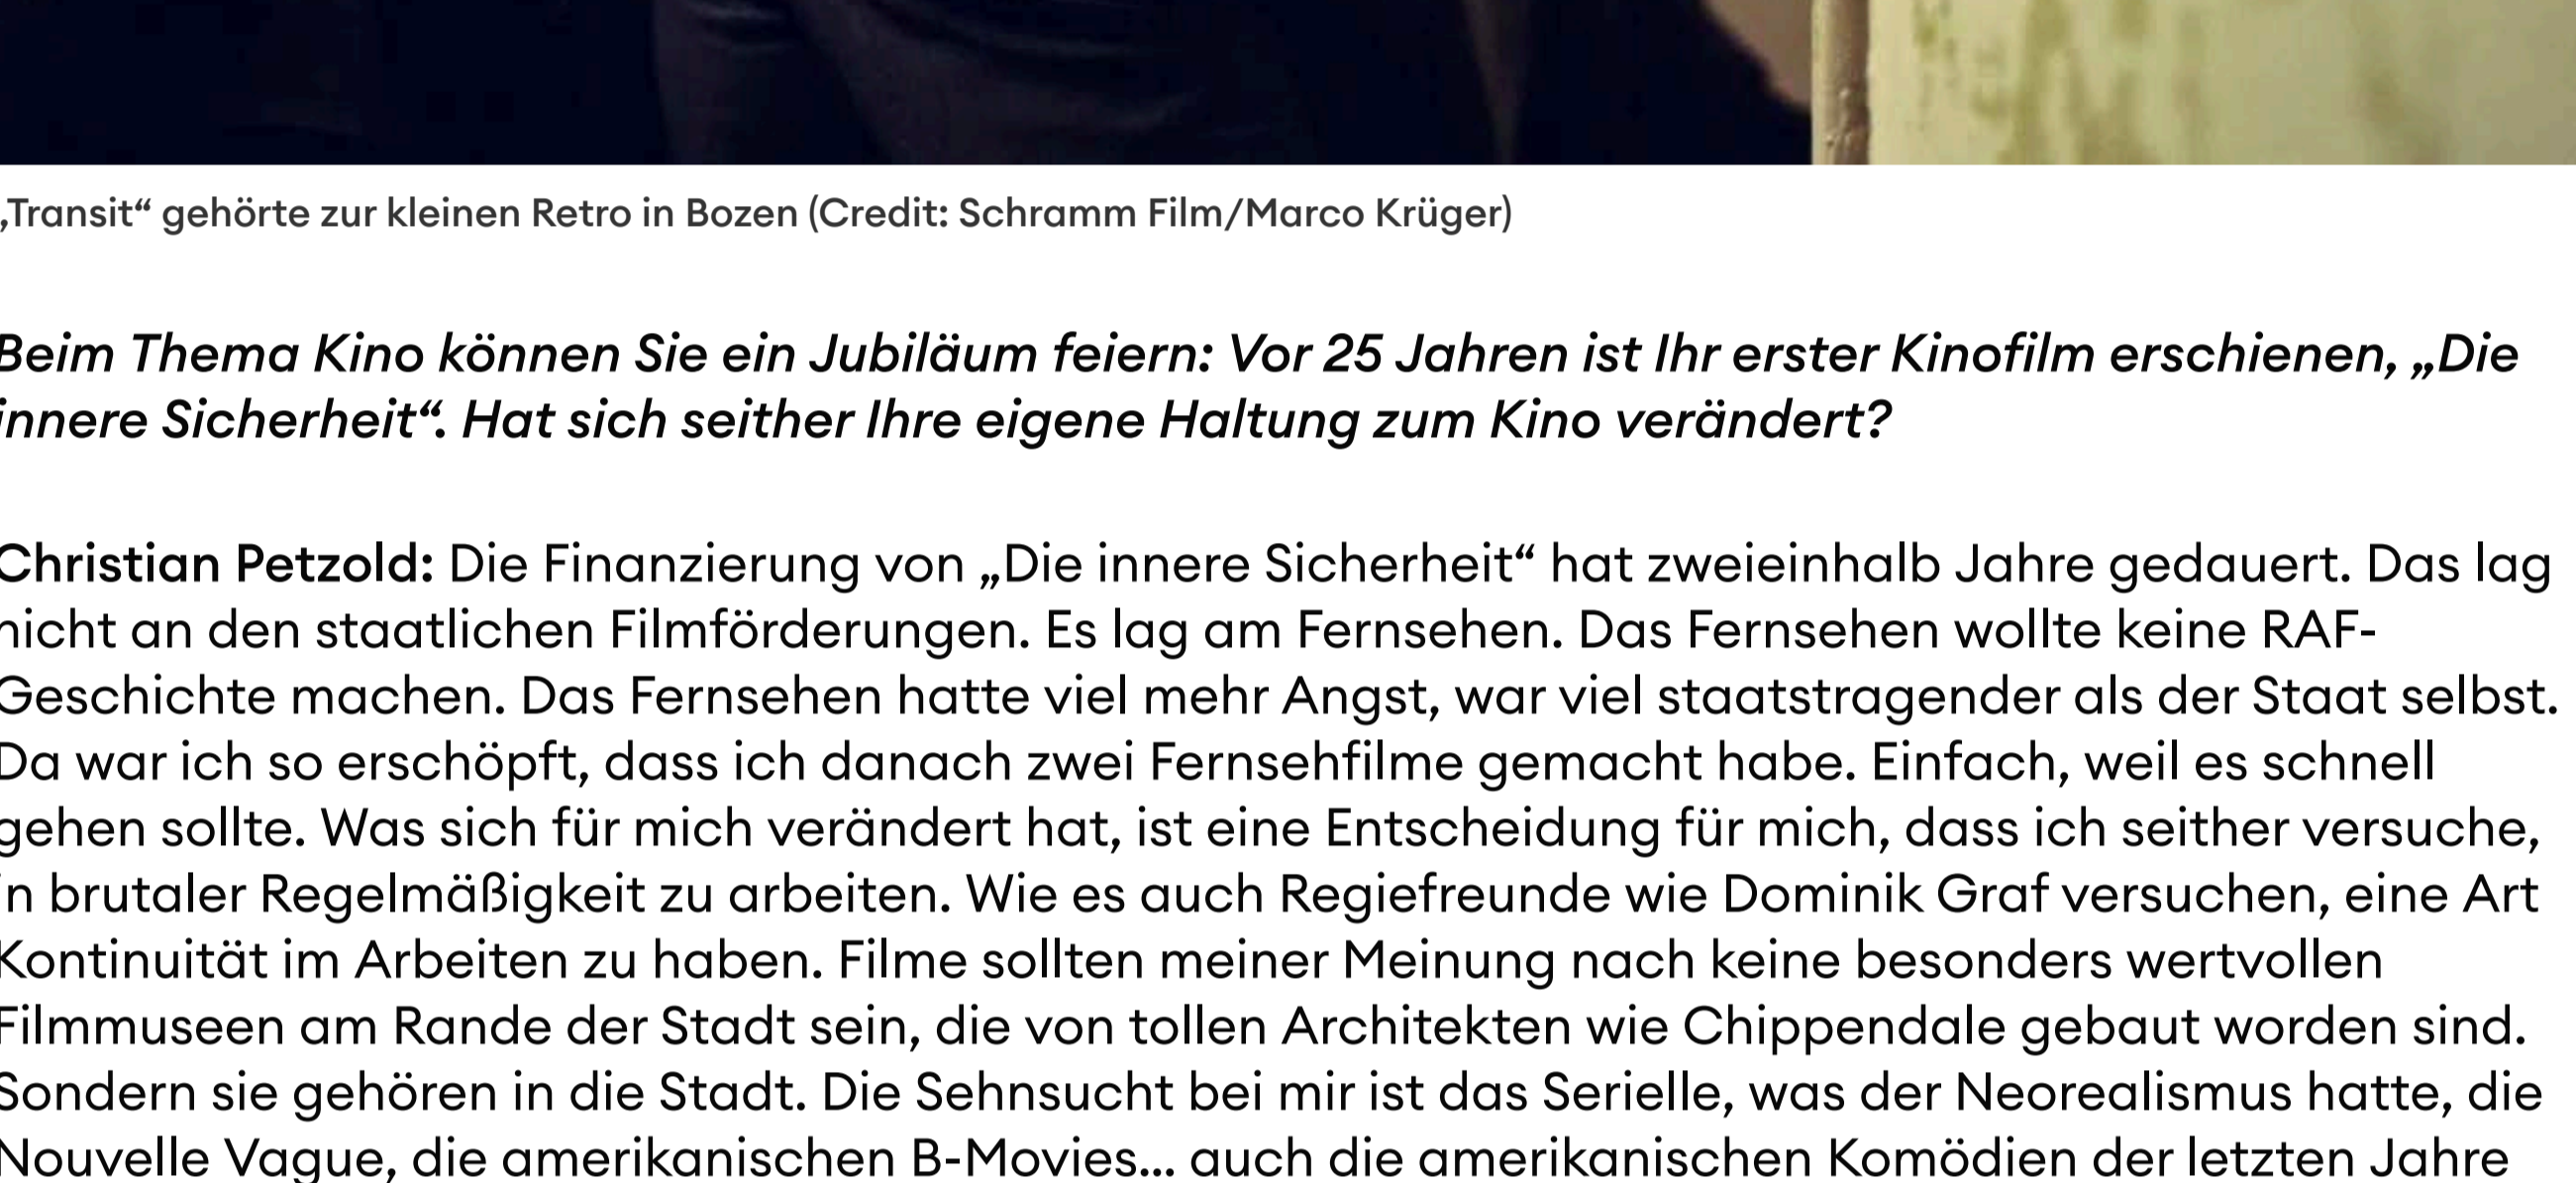 „Transit“ gehörte zur kleinen Retro in Bozen (Credit: Schramm Film/Marco Krüger)
Beim Thema Kino können Sie ein Jubiläum feiern: Vor 25 Jahren ist Ihr erster Kinofilm erschienen, „Die
innere Sicherheit“. Hat sich seither Ihre eigene Haltung zum Kino verändert?
Christian Petzold: Die Finanzierung von „Die innere Sicherheit“ hat zweieinhalb Jahre gedauert. Das lag
nicht an den staatlichen Filmförderungen. Es lag am Fernsehen. Das Fernsehen wollte keine RAF-
Geschichte machen. Das Fernsehen hatte viel mehr Angst, war viel staatstragender als der Staat selbst.
Da war ich so erschöpft, dass ich danach zwei Fernsehfilme gemacht habe. Einfach, weil es schnell
gehen sollte. Was sich für mich verändert hat, ist eine Entscheidung für mich, dass ich seither versuche,
in brutaler Regelmäßigkeit zu arbeiten. Wie es auch Regiefreunde wie Dominik Graf versuchen, eine Art
Kontinuität im Arbeiten zu haben. Filme sollten meiner Meinung nach keine besonders wertvollen
Filmmuseen am Rande der Stadt sein, die von tollen Architekten wie Chippendale gebaut worden sind.
Sondern sie gehören in die Stadt. Die Sehnsucht bei mir ist das Serielle, was der Neorealismus hatte, die
Nouvelle Vague, die amerikanischen B-Movies... auch die amerikanischen Komödien der letzten Jahre